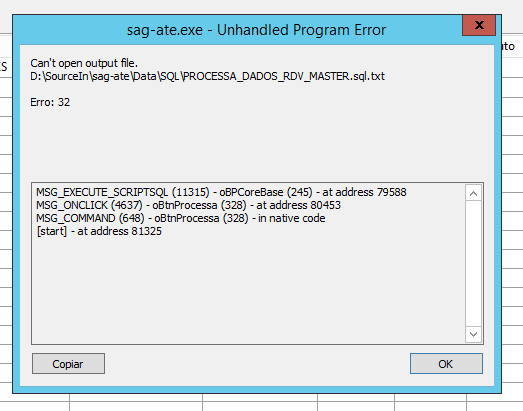 sag-ate.exe - Unhandled Program Error
x
uto
Can't open output file.
D:\SourceIn\sag-ate\Data\SQL\PROCESSA_DADOS_RDV_MASTER.sql.txt
Erro: 32
MSG_EXECUTE_SCRIPTSQL (11315) - oBPCoreBase (245) - at address 79588
MSG_ONCLICK (4637) - oBtnProcessa (328) - at address 80453
MSG_COMMAND (648) - oBtnProcessa (328) - in native code
[start] - at address 81325
Copiar
OK